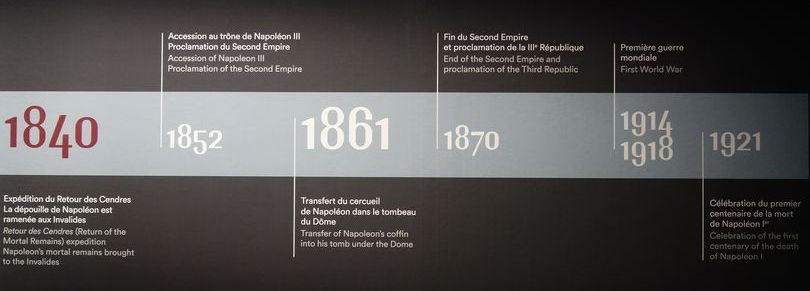 Accession au trône de Napoléon III
Proclamation du Second Empire
Accession of Napoleon III
Proclamation of the Second Empire
Fin du Second Empire
et proclamation de la IIIᵉ République
End of the Second Empire and
proclamation of the Third Republic
Première guerre
mondiale
First World War
1840
1852
1861
1870
1914
1918
1921
Expédition du Retour des Cendres
La dépouille de Napoléon est
ramenée aux Invalides
Retour des Cendres (Return of the
Mortal Remains) expedition
Napoleon's mortal remains brought
to the Invalides
Transfert du cercueil
de Napoléon dans le tombeau
du Dôme
Transfer of Napoleon's coffin
into his tomb under the Dome
Célébration du premier
centenaire de la mort
de Napoléon Iᵉʳ
Celebration of the first
centenary of the death
of Napoleon I